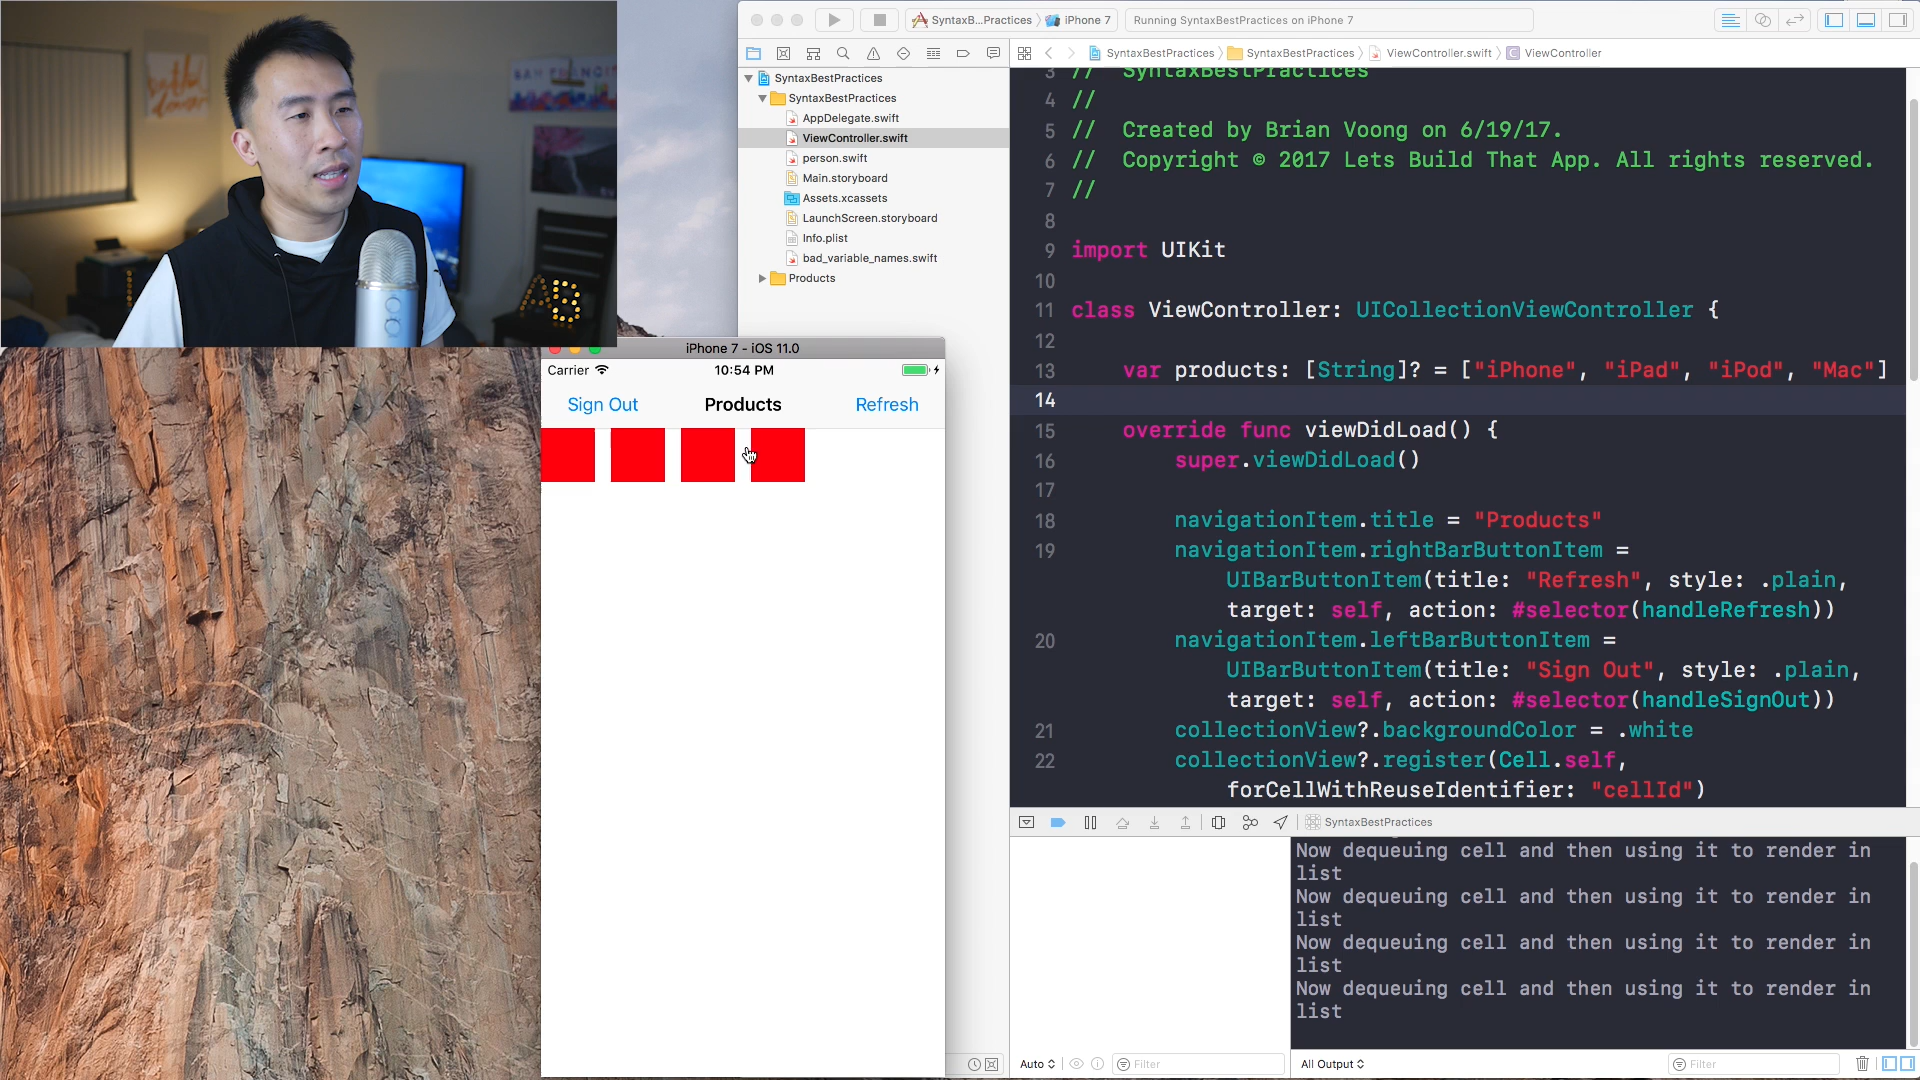 SyntaxB...Practices
iPhone 7
Running SyntaxBestPractices on iPhone 7
SyntaxBestPractices
SyntaxBestPractices
ViewController.swift
ViewController
SyntaxBestPractices
SyntaxBestPractices
AppDelegate.swift
ViewController.swift
person.swift
Main.storyboard
Assets.xcassets
LaunchScreen.storyboard
Info.plist
bad_variable_names.swift
Products
3 // SyntaxBestPractices
4 //
5 // Created by Brian Voong on 6/19/17.
6 // Copyright © 2017 Lets Build That App. All rights reserved.
7 //
8
9 import UIKit
10
11 class ViewController: UICollectionViewController {
12
13 var products: [String]? = ["iPhone", "iPad", "iPod", "Mac"]
14
15 override func viewDidLoad() {
16 super.viewDidLoad()
17
18 navigationItem.title = "Products"
19 navigationItem.rightBarButtonItem =
UIBarButtonItem(title: "Refresh", style: .plain,
target: self, action: #selector(handleRefresh))
20 navigationItem.leftBarButtonItem =
UIBarButtonItem(title: "Sign Out", style: .plain,
target: self, action: #selector(handleSignOut))
21 collectionView?.backgroundColor = .white
22 collectionView?.register(Cell.self,
forCellWithReuseIdentifier: "cellId")
iPhone 7 - iOS 11.0
Carrier
10:54 PM
Sign Out
Products
Refresh
SyntaxBestPractices
Now dequeuing cell and then using it to render in
list
Now dequeuing cell and then using it to render in
list
Now dequeuing cell and then using it to render in
list
Now dequeuing cell and then using it to render in
list
Auto
Filter
All Output
Filter
AB